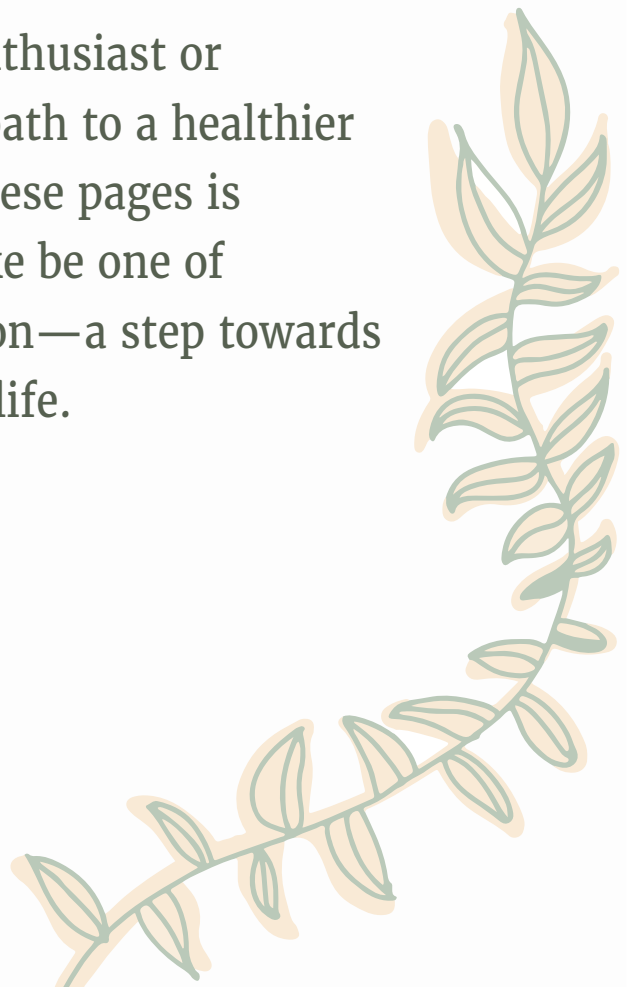 thusiast or
ath to a healthier
ese pages is
e be one of
on—a step towards
life.